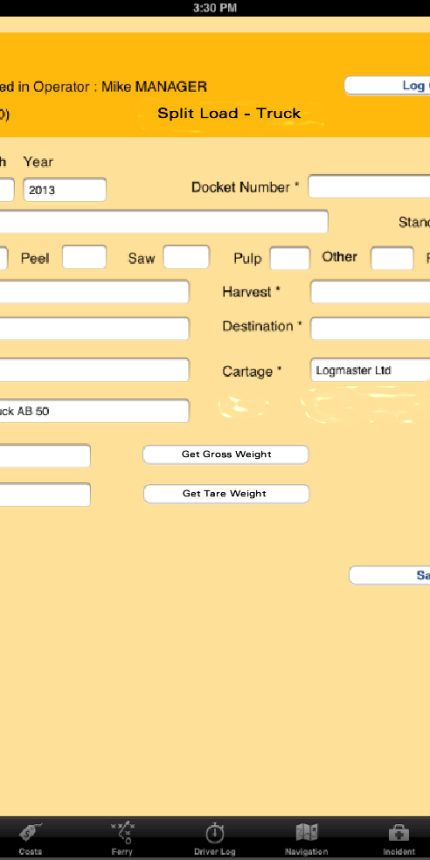 3:30 PM
ed in Operator : Mike MANAGER
Log
0)
Split Load - Truck
h Year
2013
Docket Number *
Stand
Peel Saw Pulp Other
Harvest *
Destination *
Cartage * Logmaster Ltd
uck AB 50
Get Gross Weight
Get Tare Weight
Sa
Costs Ferry Driver Log Navigation Incident